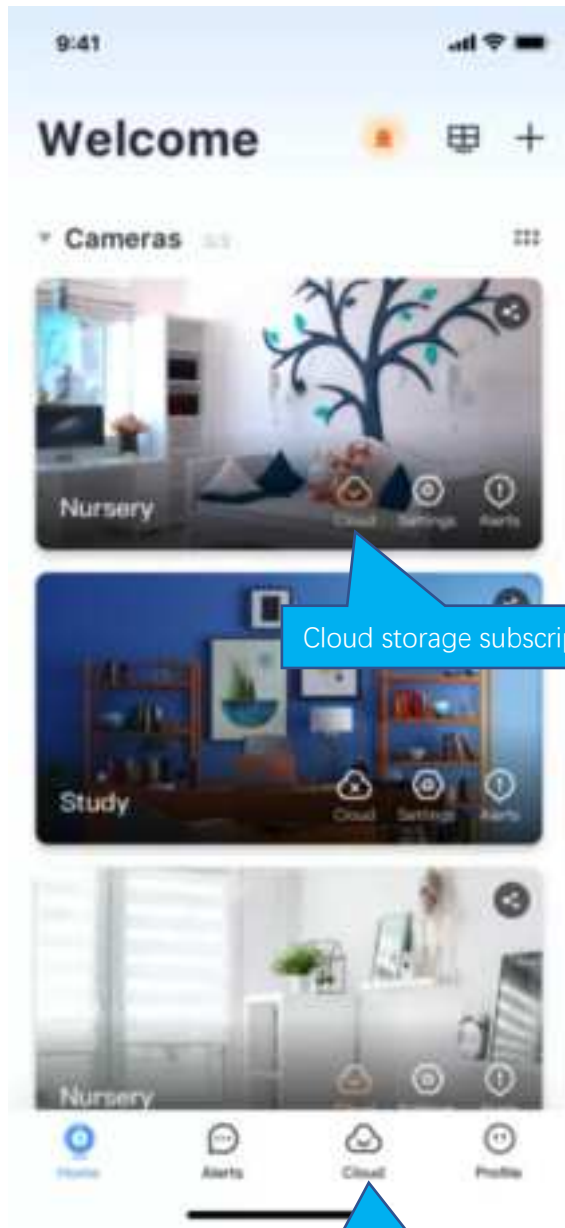 9:41
Welcome
Cameras
Nursery
Cloud Settings Alerts
Cloud storage subscrip
Study
Cloud Settings Alerts
Nursery
Home Alerts Cloud Profile